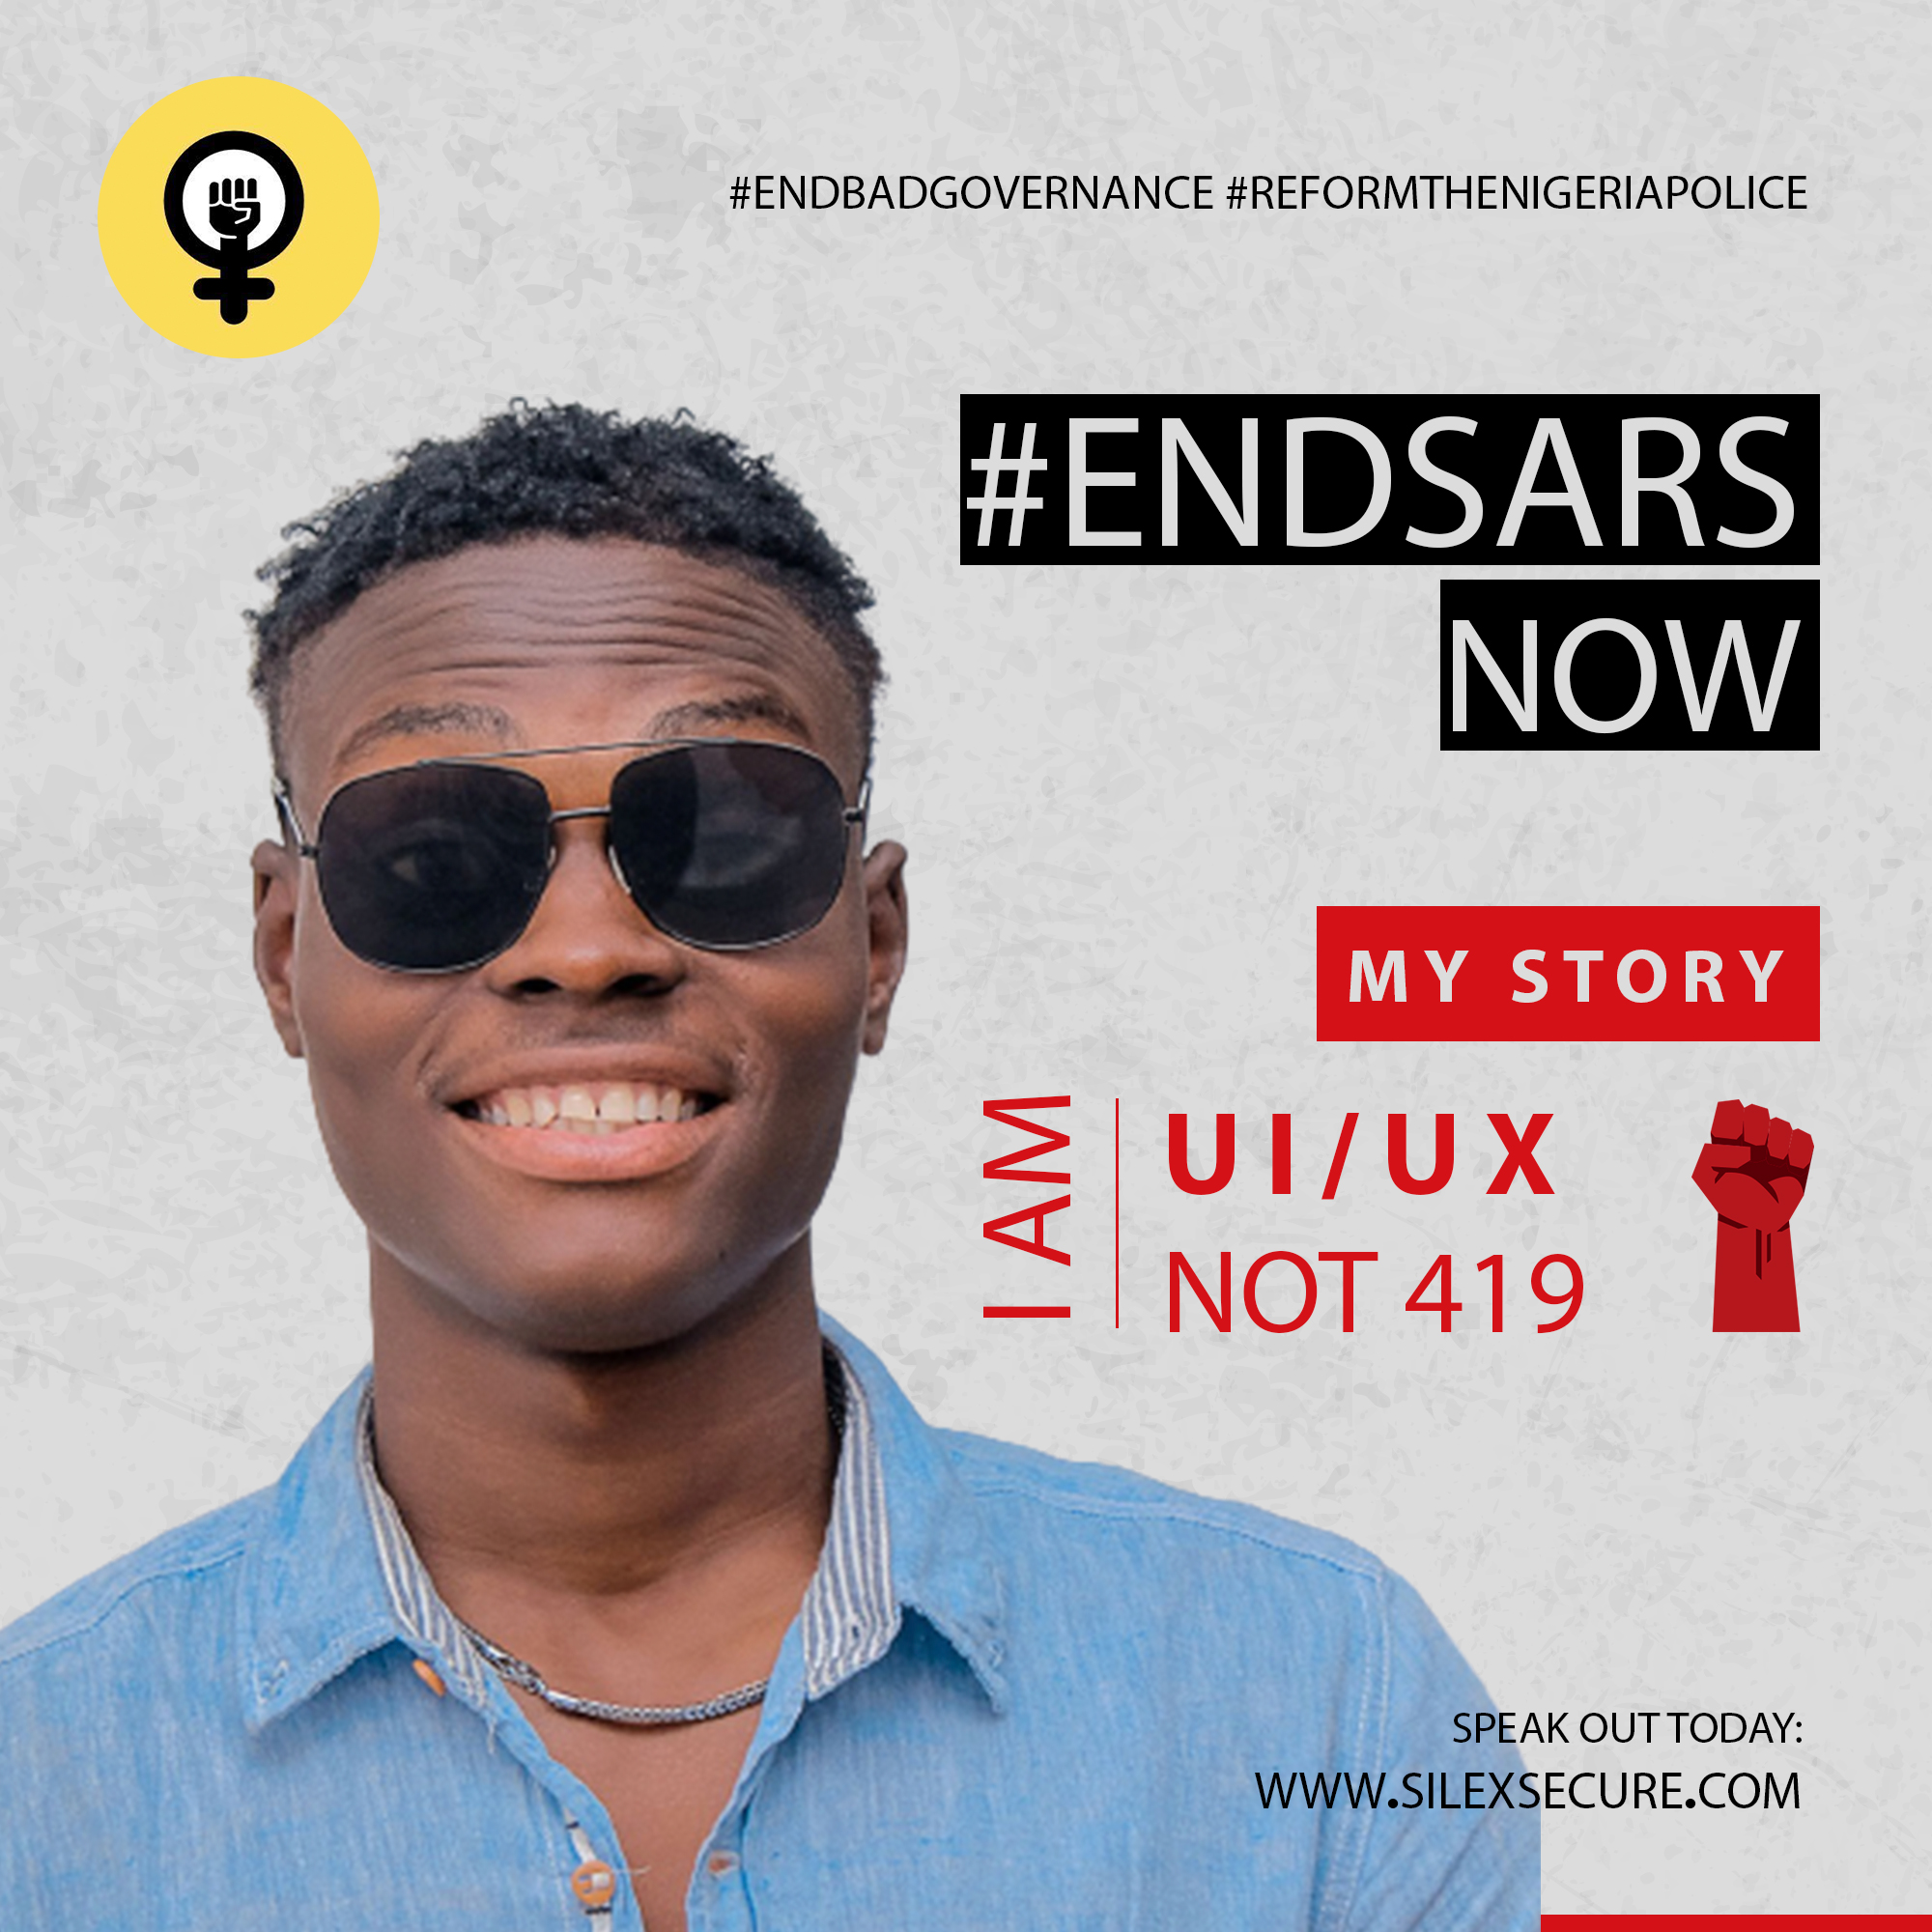 #ENDBADGOVERNANCE #REFORMTHENIGERIAPOLICE
#ENDSARS
NOW
MY STORY
I AM
UI/UX
NOT 419
SPEAK OUT TODAY:
WWW.SILEXSECURE.COM